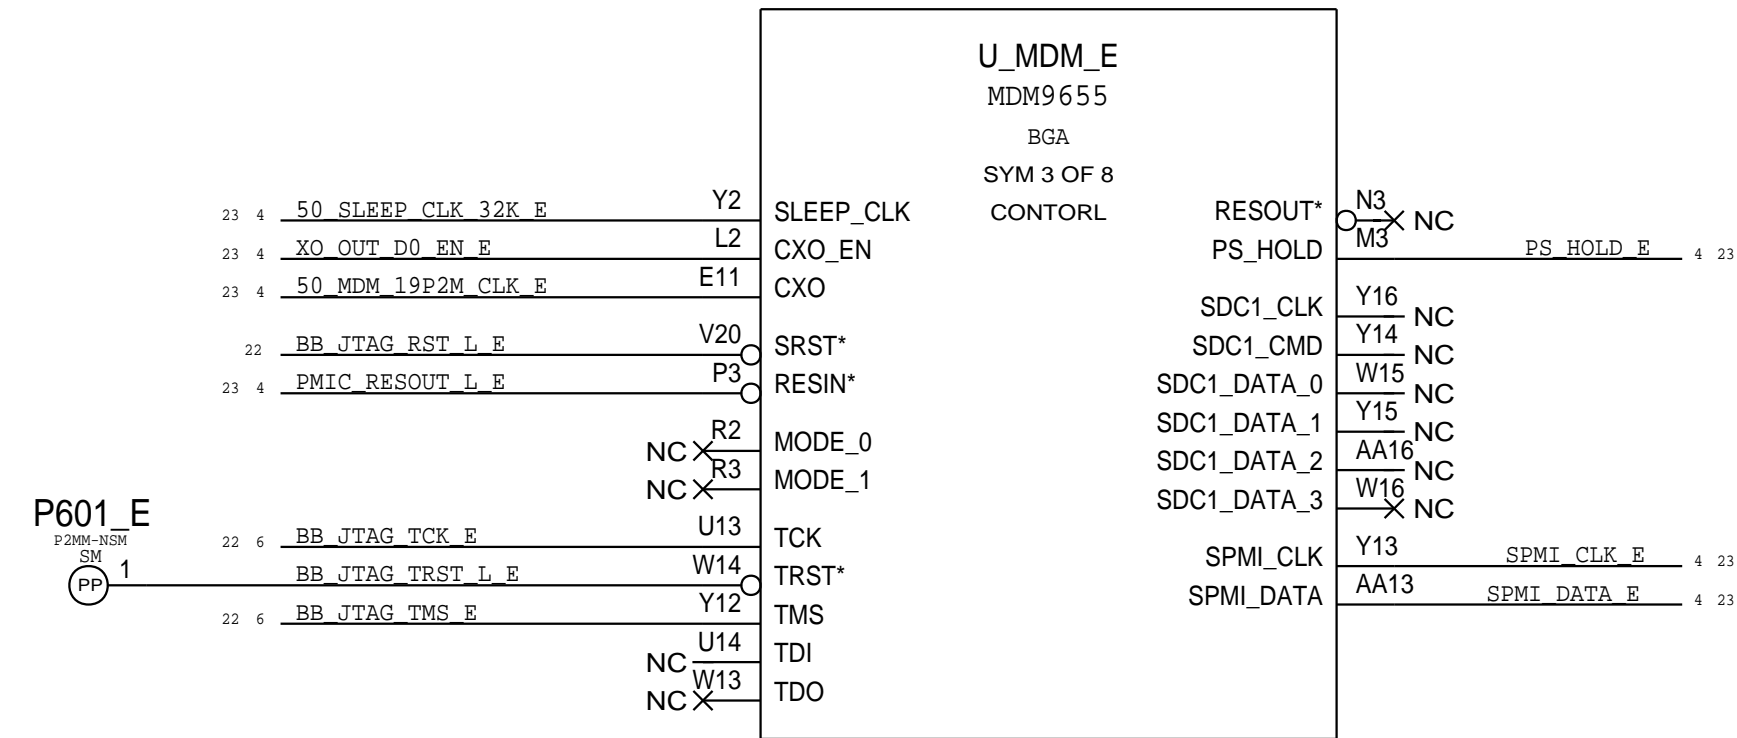 U_MDM_E
MDM9655
BGA
SYM 3 OF 8
CONTORL
23 4 50_SLEEP_CLK_32K_E Y2 SLEEP_CLK
23 4 XO_OUT_D0_EN_E L2 CXO_EN
23 4 50_MDM_19P2M_CLK_E E11 CXO
22 BB_JTAG_RST_L_E V20 SRST*
23 4 PMIC_RESOUT_L_E P3 RESIN*
NC R2 MODE_0
NC R3 MODE_1
P601_E
P2MM-NSM
SM
PP 1
22 6 BB_JTAG_TCK_E U13 TCK
BB_JTAG_TRST_L_E W14 TRST*
22 6 BB_JTAG_TMS_E Y12 TMS
NC U14 TDI
NC W13 TDO
RESOUT* N3 NC
PS_HOLD M3 PS_HOLD_E 4 23
SDC1_CLK Y16 NC
SDC1_CMD Y14 NC
SDC1_DATA_0 W15 NC
SDC1_DATA_1 Y15 NC
SDC1_DATA_2 AA16 NC
SDC1_DATA_3 W16 NC
SPMI_CLK Y13 SPMI_CLK_E 4 23
SPMI_DATA AA13 SPMI_DATA_E 4 23